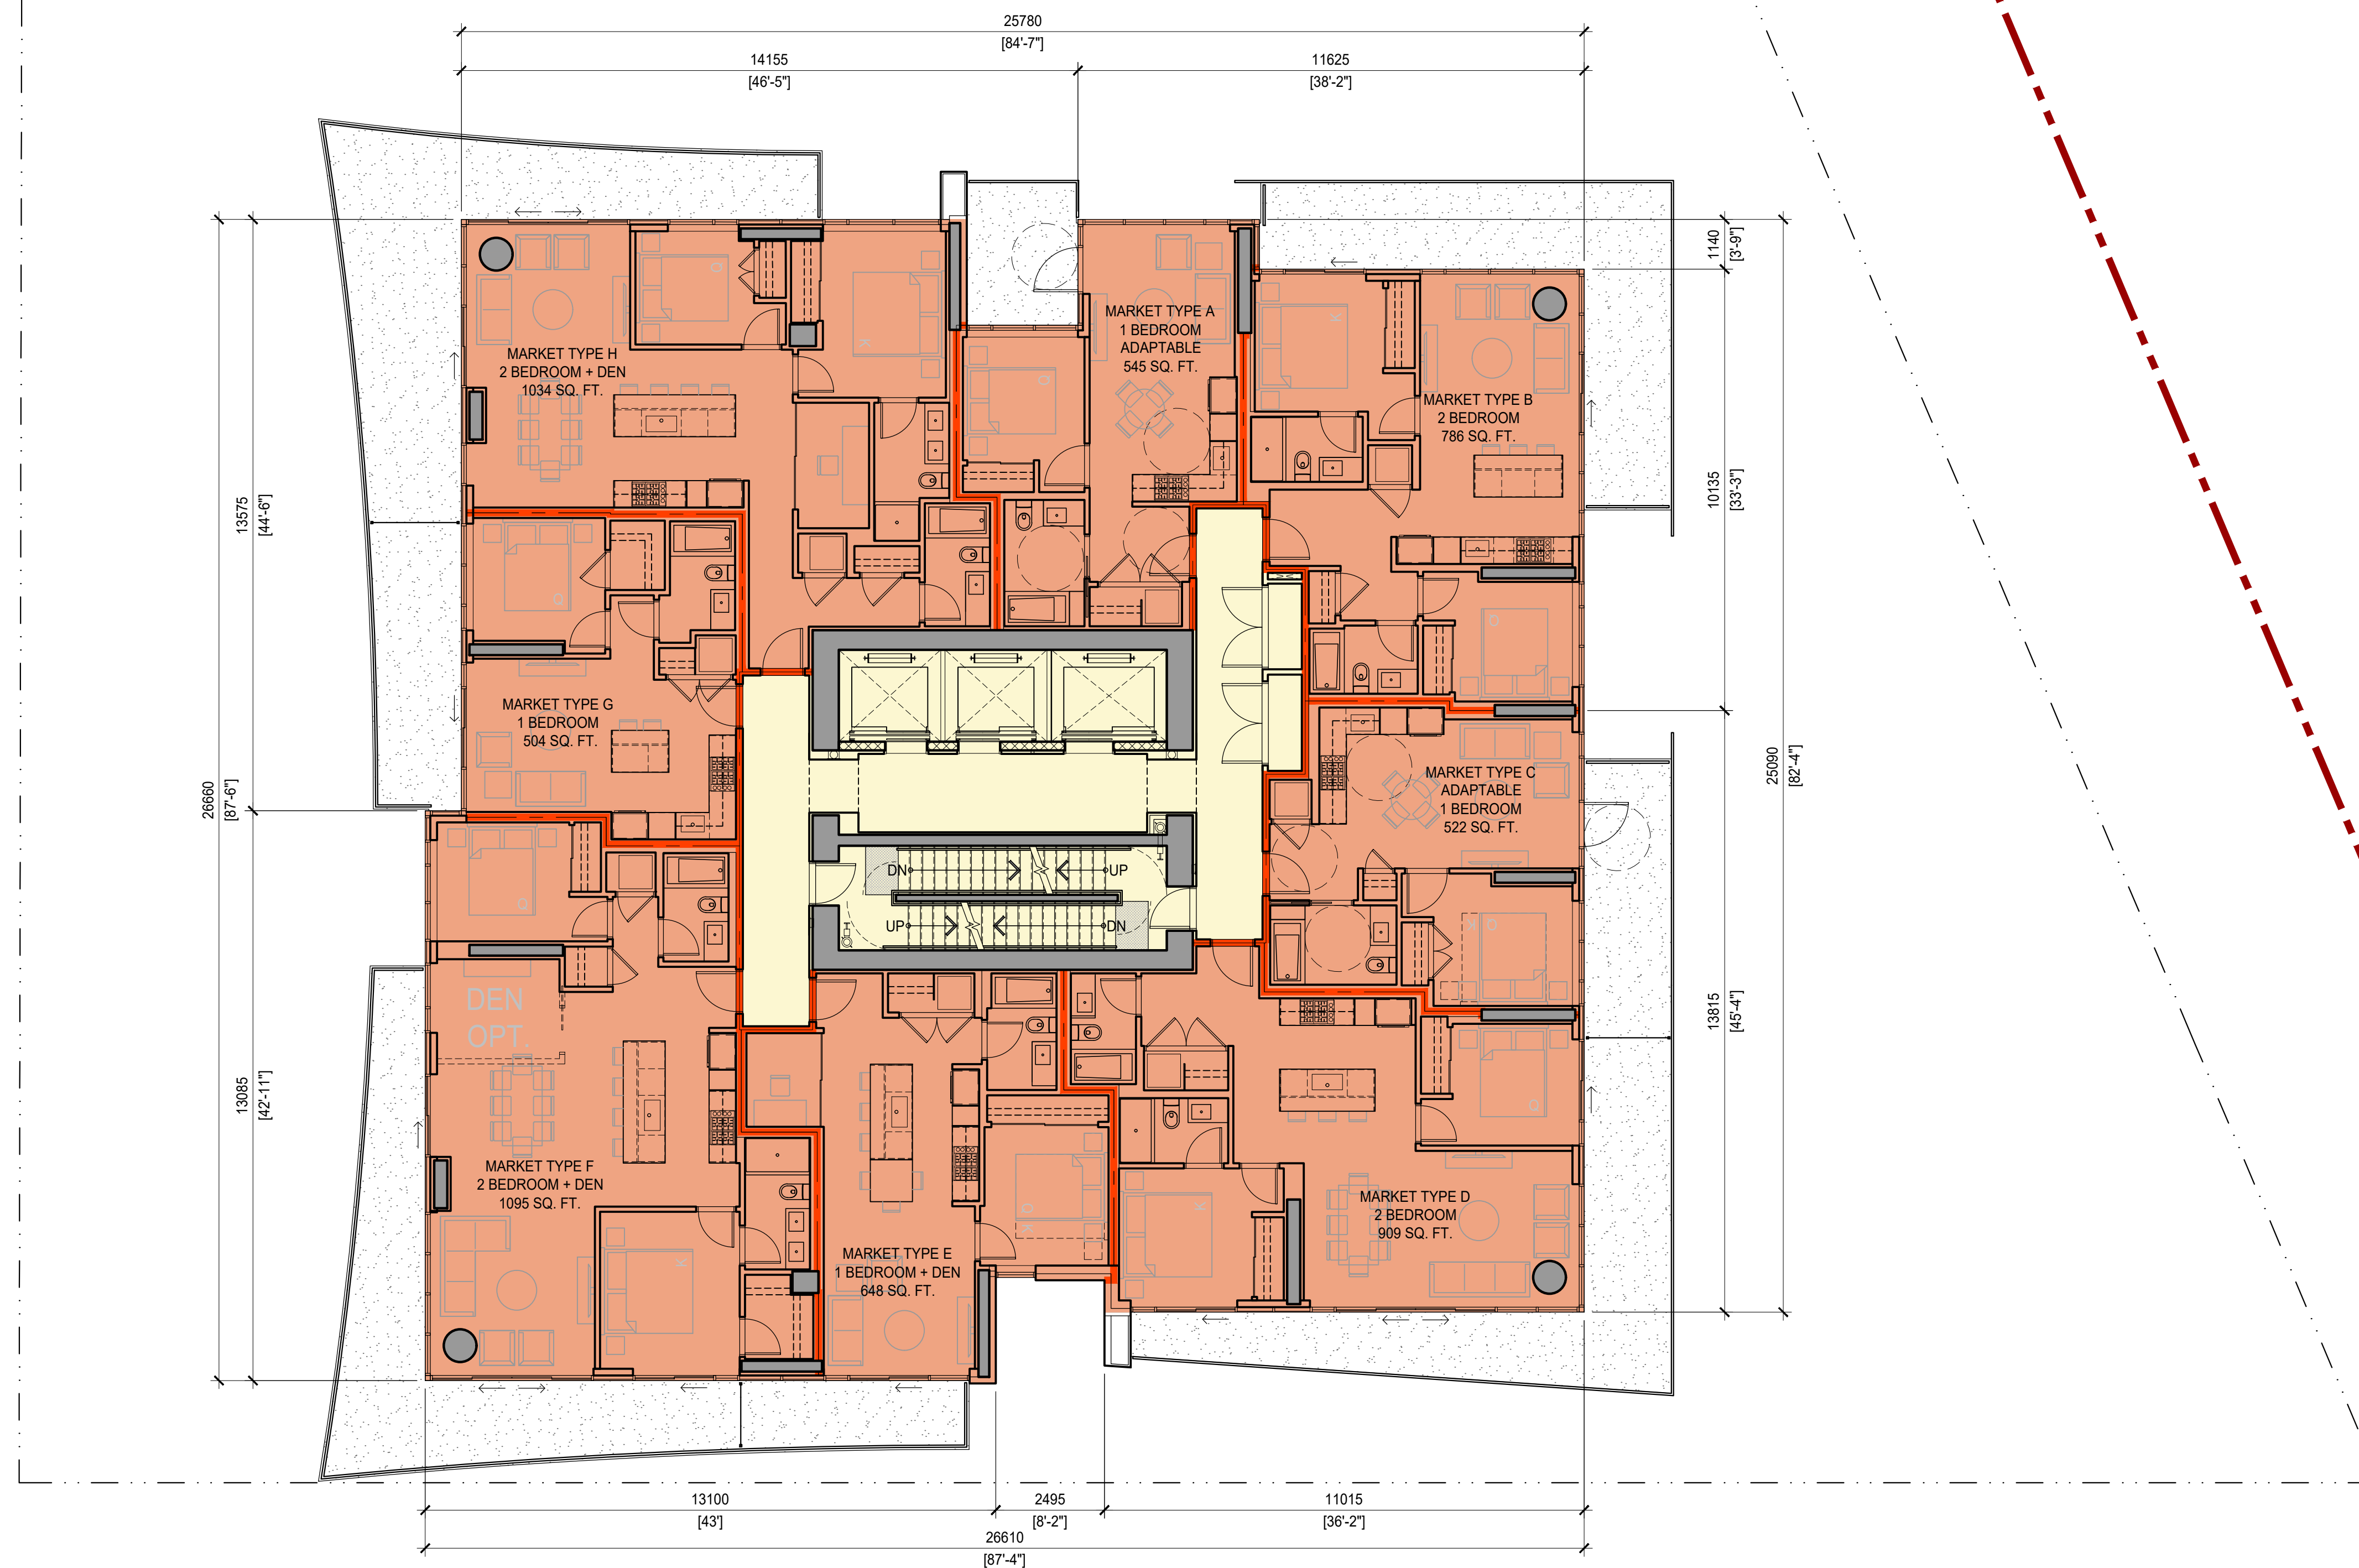 25780
[84'-7"]
14155
[46'-5"]
11625
[38'-2"]
1140
[3'-9"]
MARKET TYPE H
2 BEDROOM + DEN
1034 SQ. FT.
Q
K
MARKET TYPE A
1 BEDROOM
ADAPTABLE
545 SQ. FT.
Q
K
MARKET TYPE B
2 BEDROOM
786 SQ. FT.
13575
[44'-6"]
10135
[33'-3"]
Q
Q
MARKET TYPE G
1 BEDROOM
504 SQ. FT.
MARKET TYPE C
ADAPTABLE
1 BEDROOM
522 SQ. FT.
26660
[87'-6"]
25090
[82'-4"]
DN
UP
UP
DN
Q
K
Q
DEN
OPT.
13085
[42'-11"]
13815
[45'-4"]
Q
MARKET TYPE F
2 BEDROOM + DEN
1095 SQ. FT.
K
MARKET TYPE E
1 BEDROOM + DEN
648 SQ. FT.
K
Q
K
MARKET TYPE D
2 BEDROOM
909 SQ. FT.
13100
[43']
2495
[8'-2"]
11015
[36'-2"]
26610
[87'-4"]